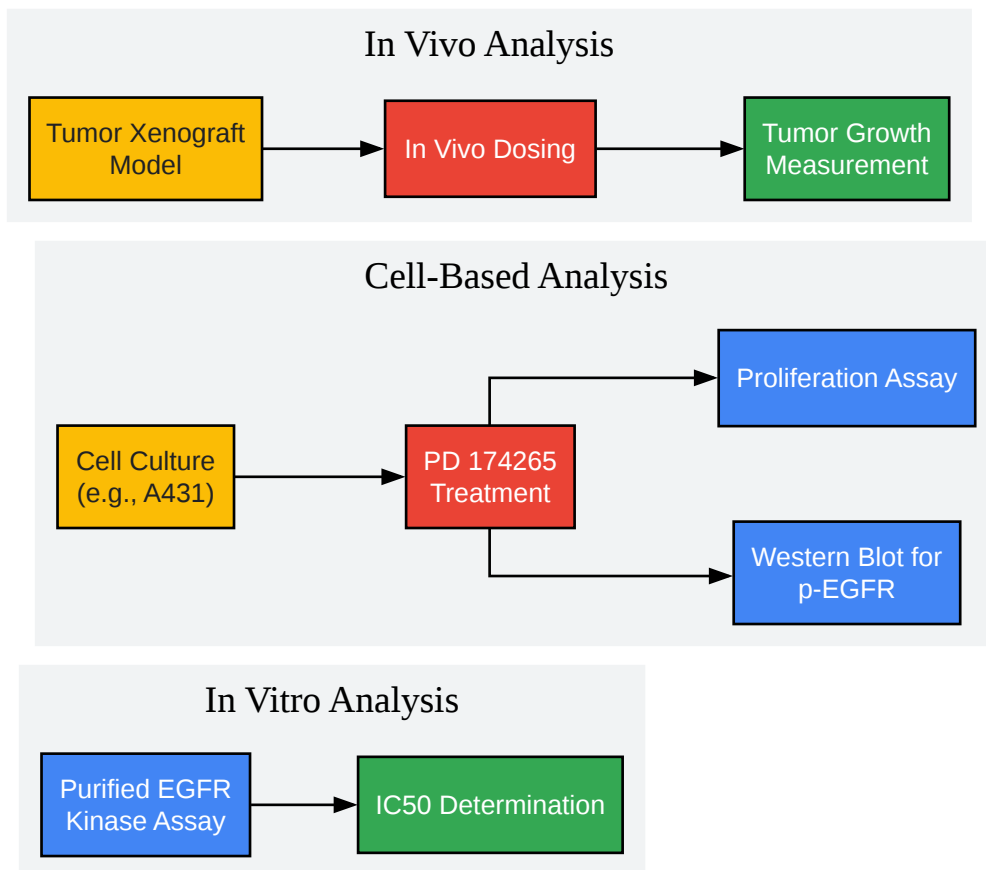 In Vivo Analysis
Tumor Xenograft
Model
In Vivo Dosing
Tumor Growth
Measurement
Cell-Based Analysis
Proliferation Assay
Cell Culture
(e.g., A431)
PD 174265
Treatment
Western Blot for
p-EGFR
In Vitro Analysis
Purified EGFR
Kinase Assay
IC50 Determination